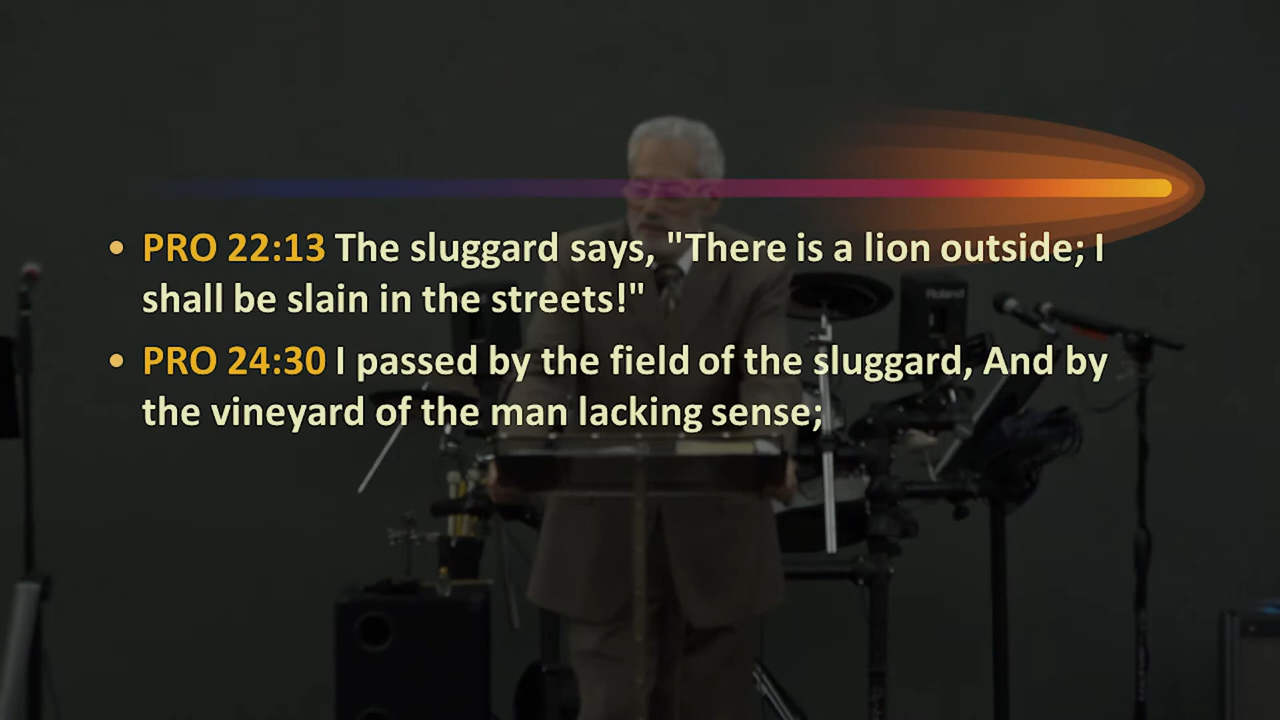 Roland
• PRO 22:13 The sluggard says, "There is a lion outside; I
shall be slain in the streets!"
• PRO 24:30 I passed by the field of the sluggard, And by
the vineyard of the man lacking sense;